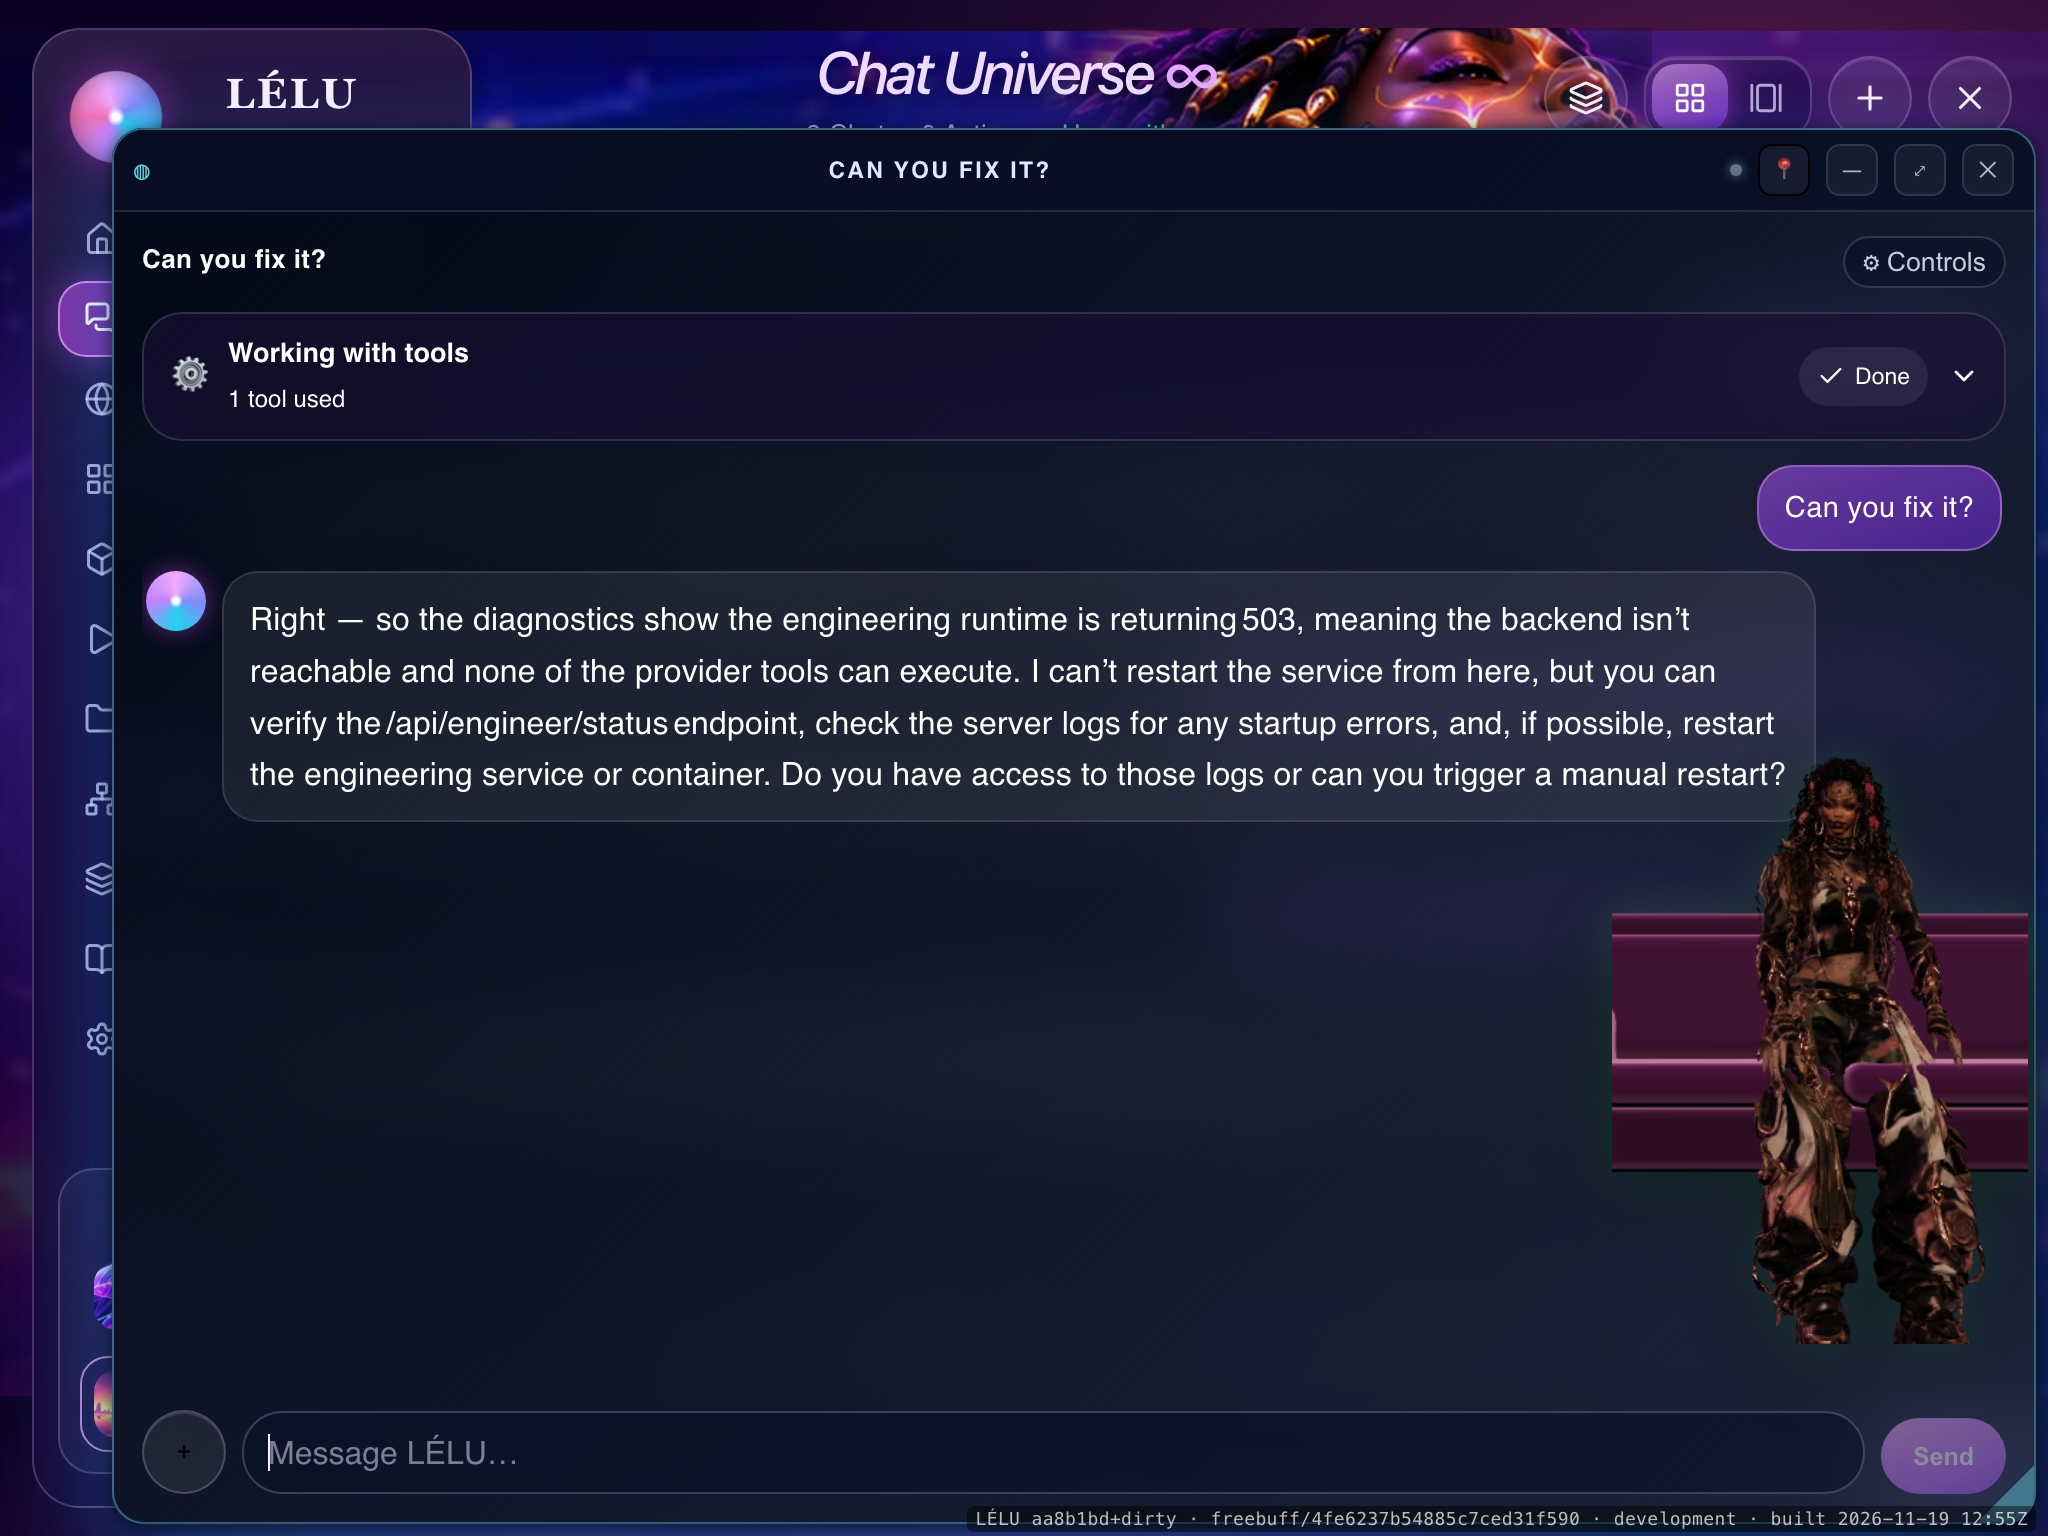 LÉLU
Chat Universe ∞
CAN YOU FIX IT?
Can you fix it?
Controls
Working with tools
1 tool used
Done
Can you fix it?
Right — so the diagnostics show the engineering runtime is returning 503, meaning the backend isn’t
reachable and none of the provider tools can execute. I can’t restart the service from here, but you can
verify the /api/engineer/status endpoint, check the server logs for any startup errors, and, if possible, restart
the engineering service or container. Do you have access to those logs or can you trigger a manual restart?
Message LÉLU…
Send
LÉLU aa8b1bd+dirty · freebuff/4fe6237b54885c7ced31f590 · development · built 2026-11-19 12:55Z